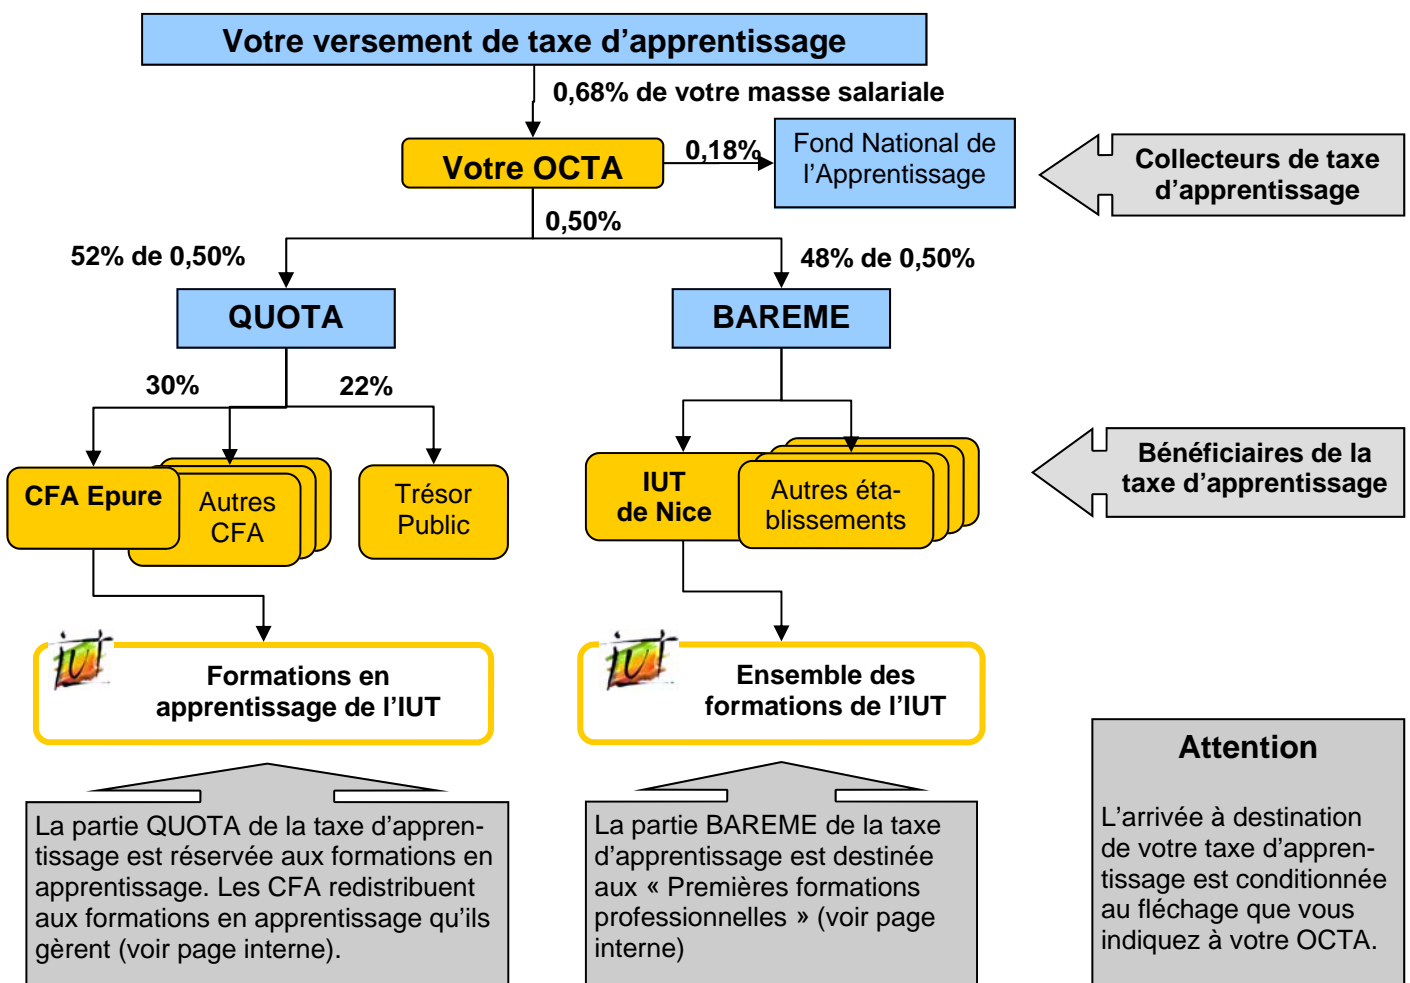 Votre versement de taxe d’apprentissage
0,68% de votre masse salariale
Votre OCTA
0,18%
Fond National de
l’Apprentissage
Collecteurs de taxe
d’apprentissage
0,50%
52% de 0,50%
48% de 0,50%
QUOTA
BAREME
30%
22%
CFA Epure
Autres
CFA
Trésor
Public
IUT
de Nice
Autres éta-
blissements
Bénéficiaires de la
taxe d’apprentissage
iut
Formations en
apprentissage de l’IUT
iut
Ensemble des
formations de l’IUT
La partie QUOTA de la taxe d’appren-
tissage est réservée aux formations en
apprentissage. Les CFA redistribuent
aux formations en apprentissage qu’ils
gèrent (voir page interne).
La partie BAREME de la taxe
d’apprentissage est destinée
aux « Premières formations
professionnelles » (voir page
interne)
Attention
L’arrivée à destination
de votre taxe d’appren-
tissage est conditionnée
au fléchage que vous
indiquez à votre OCTA.